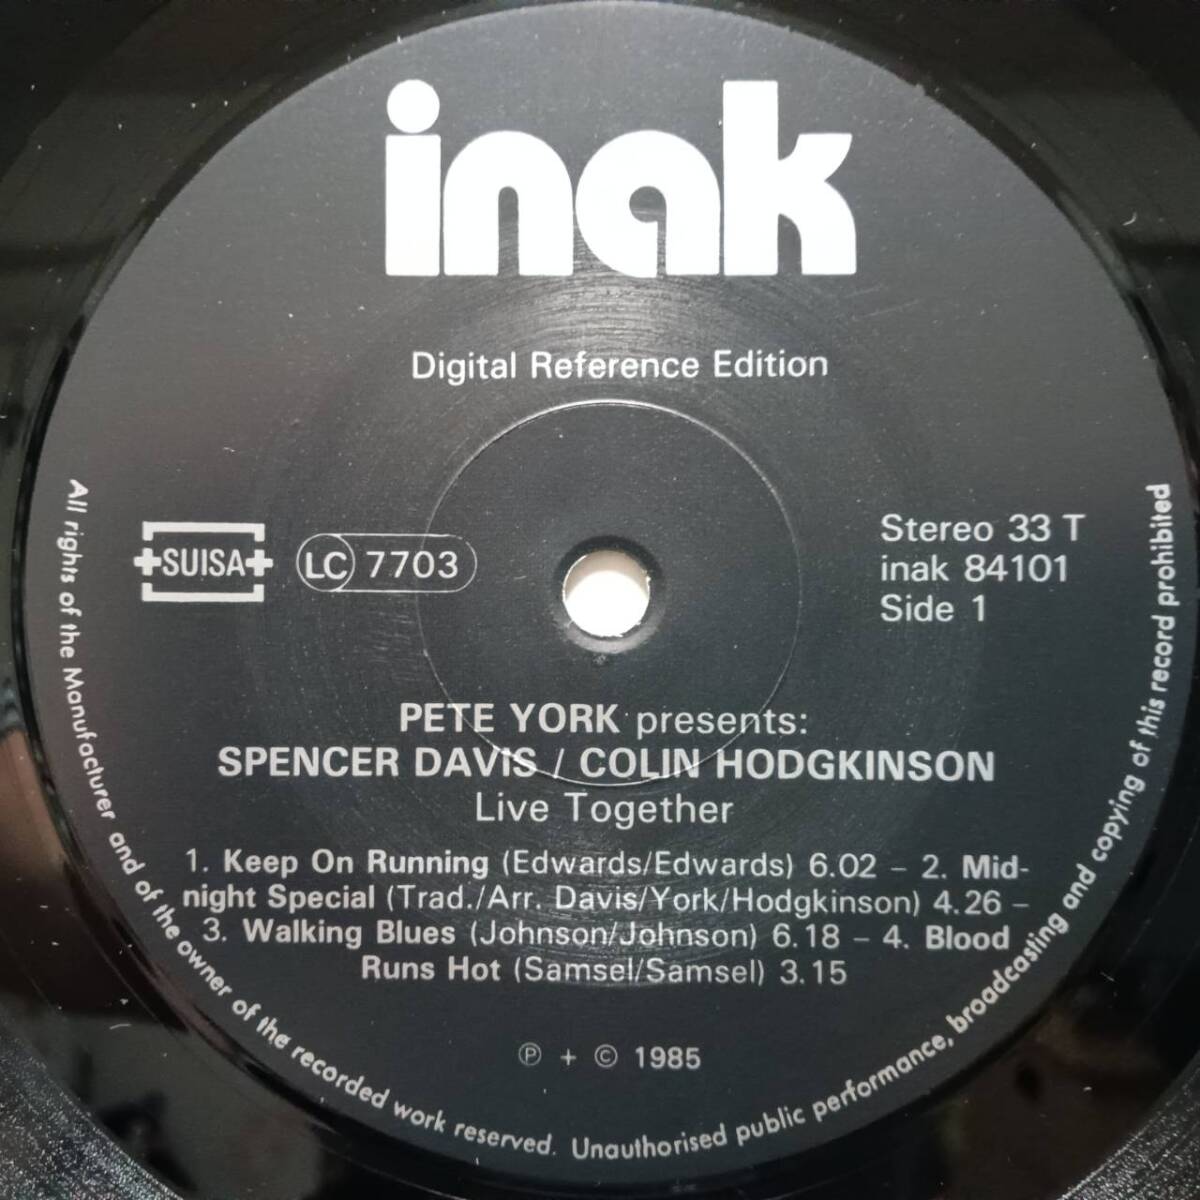 inak
Digital Reference Edition
SUISA
LC 7703
Stereo 33 T
inak 84101
Side 1
PETE YORK presents:
SPENCER DAVIS / COLIN HODGKINSON
Live Together
1. Keep On Running (Edwards/Edwards) 6.02 – 2. Mid-
night Special (Trad./Arr. Davis/York/Hodgkinson) 4.26 –
3. Walking Blues (Johnson/Johnson) 6.18 – 4. Blood
Runs Hot (Samsel/Samsel) 3.15
℗ + © 1985
All rights of the Manufacturer and of the owner of the recorded work reserved. Unauthorised public performance, broadcasting and copying of this record prohibited